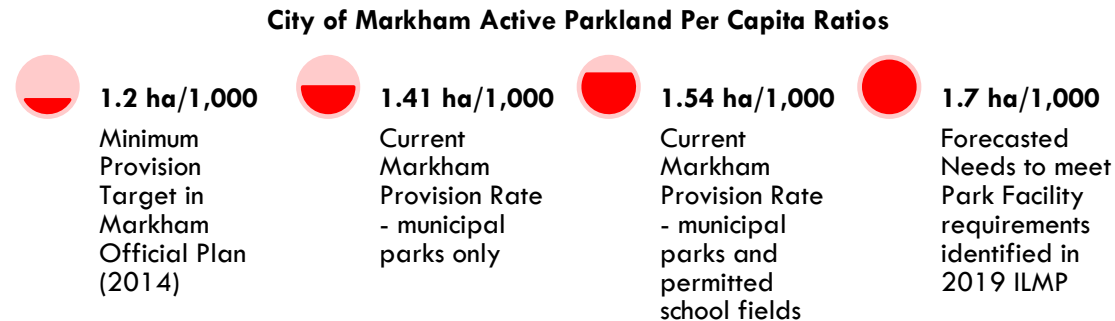 City of Markham Active Parkland Per Capita Ratios
1.2 ha/1,000
Minimum
Provision
Target in
Markham
Official Plan
(2014)
1.41 ha/1,000
Current
Markham
Provision Rate
- municipal
parks only
1.54 ha/1,000
Current
Markham
Provision Rate
- municipal
parks and
permitted
school fields
1.7 ha/1,000
Forecasted
Needs to meet
Park Facility
requirements
identified in
2019 ILMP